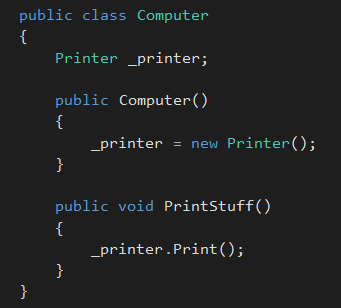 public class Computer
{
    Printer _printer;
    public Computer()
    {
        _printer = new Printer();
    }
    public void PrintStuff()
    {
        _printer.Print();
    }
}